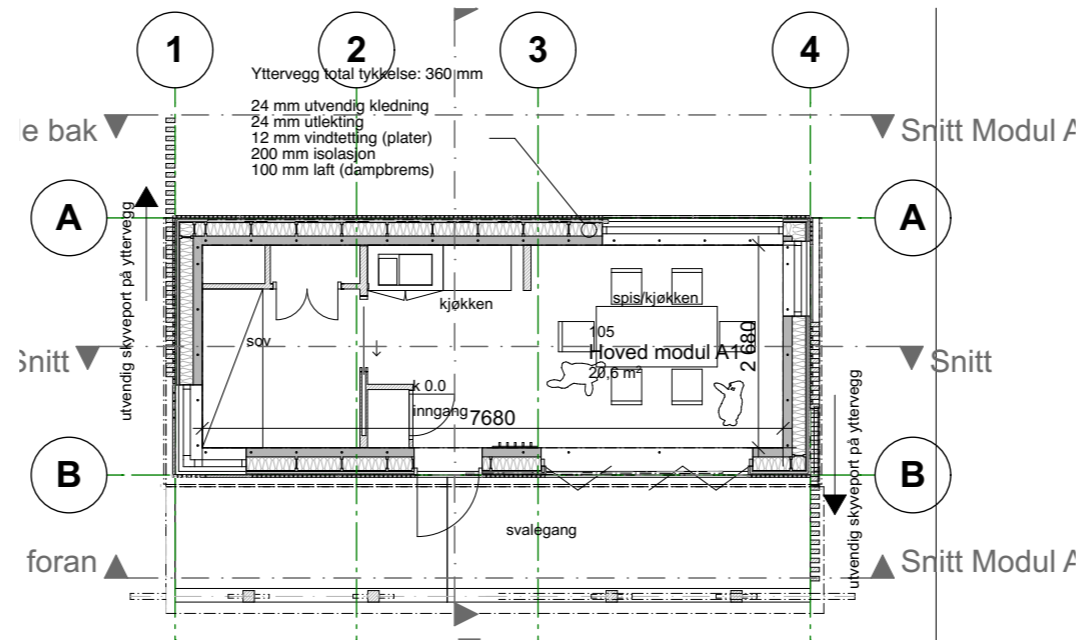 1
2
3
4
Yttervegg total tykkelse: 360 mm
24 mm utvendig kledning
24 mm utlekting
12 mm vindtetting (plater)
200 mm isolasjon
100 mm laft (dampbrems)
e bak
Snitt Modul A
A
A
utvendig skyveport på yttervegg
kjøkken
spis/kjøkken
sov
105
Hoved modul A1
20,6 m²
2 680
Snitt
Snitt
k 0.0
inngang
7680
utvendig skyveport på yttervegg
B
B
svalegang
foran
Snitt Modul A